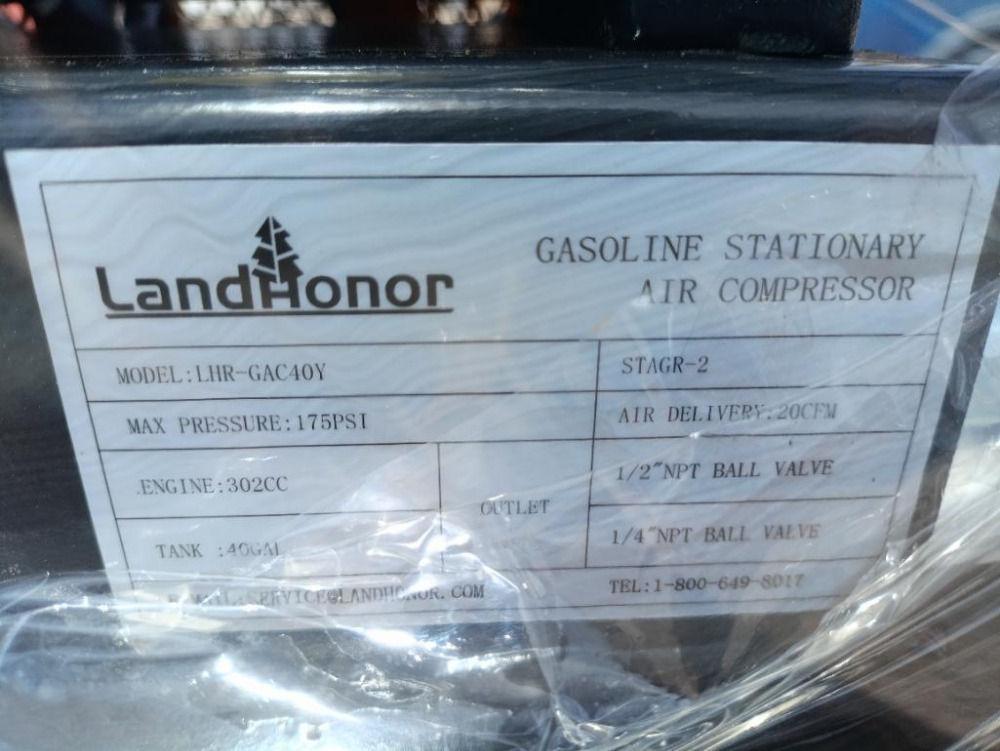 LandHonor
GASOLINE STATIONARY
AIR COMPRESSOR
MODEL:LHR-GAC40Y
STAGR-2
MAX PRESSURE:175PSI
AIR DELIVERY:20CFM
ENGINE:302CC
OUTLET
1/2"NPT BALL VALVE
TANK :40GAL
1/4"NPT BALL VALVE
E-MAIL:SERVICE@LANDHONOR.COM
TEL:1-800-649-8017